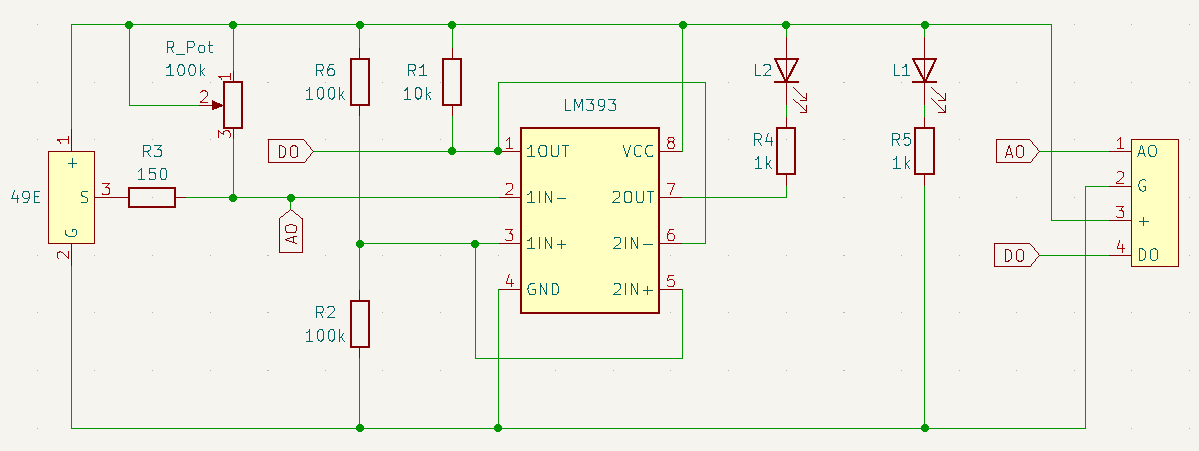 R_Pot
100k
1
2
3
R6
100k
R1
10k
L2
L1
LM393
1
+
49E
S
3
G
2
R3
150
DO
AO
1 1OUT
2 1IN-
3 1IN+
4 GND
VCC 8
2OUT 7
2IN- 6
2IN+ 5
R4
1k
R5
1k
R2
100k
AO
DO
1 AO
2 G
3 +
4 DO